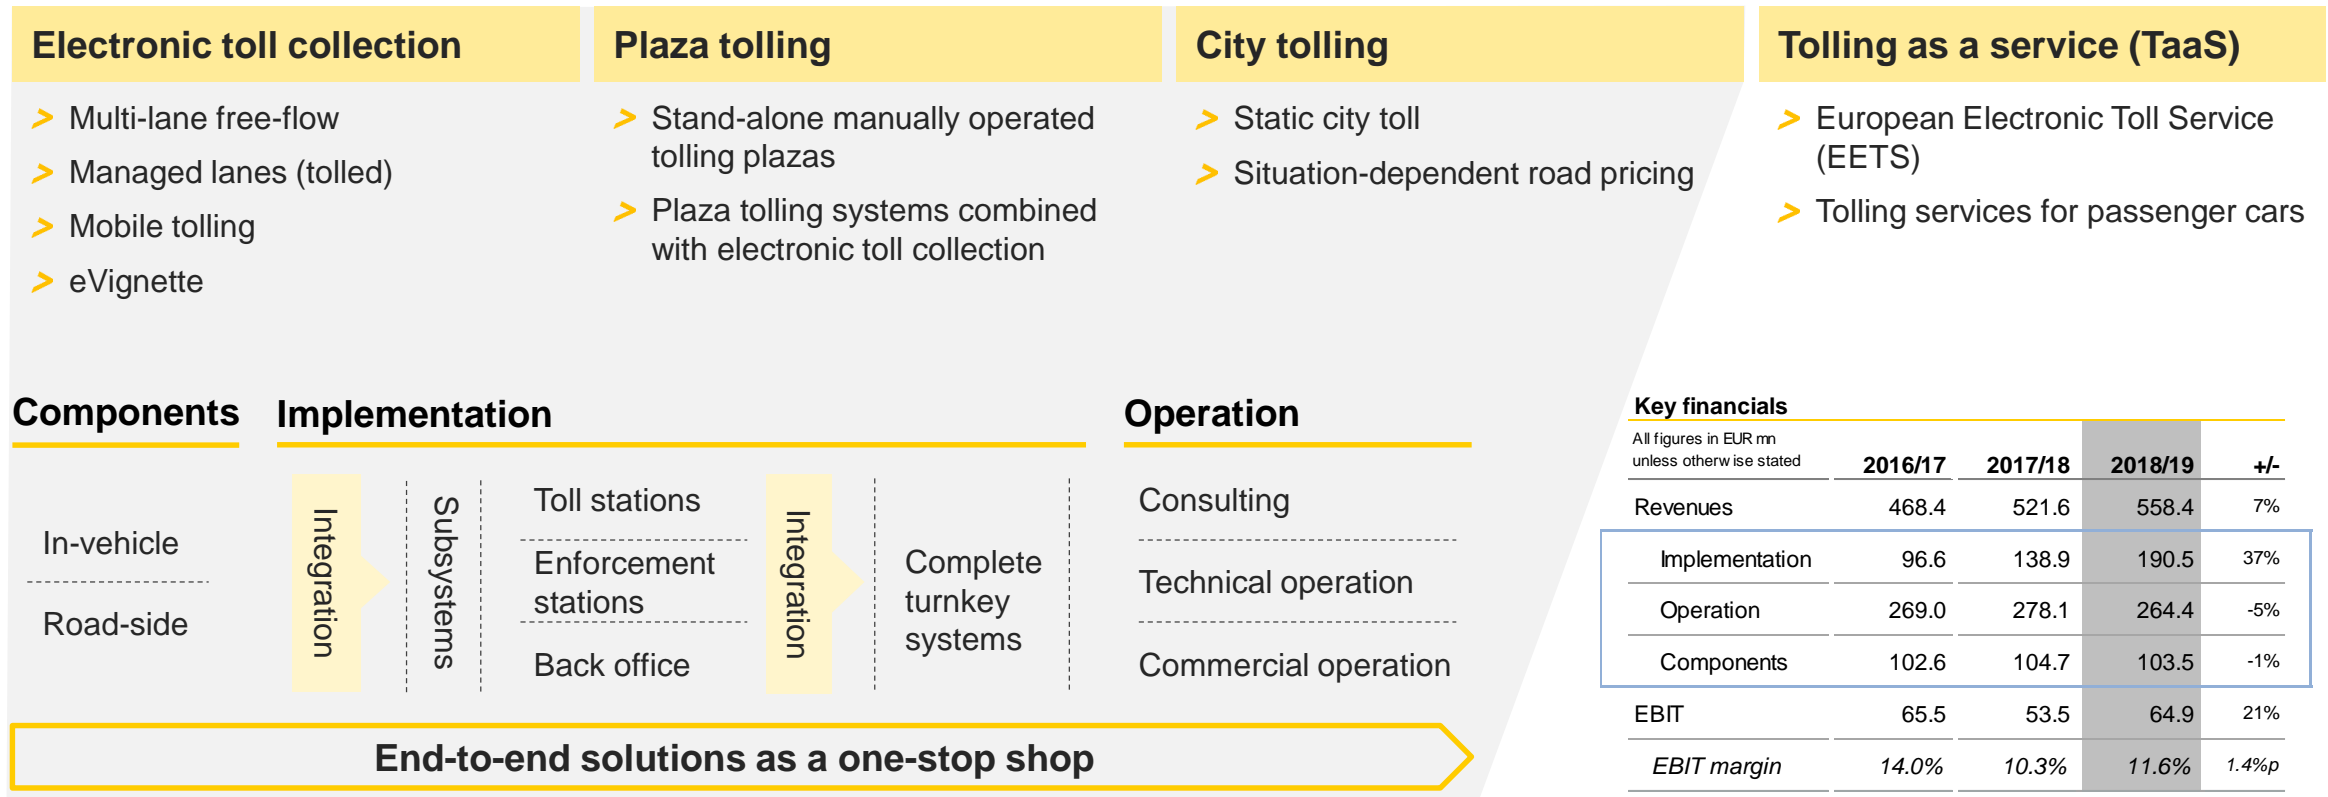 Electronic toll collection
> Multi-lane free-flow
> Managed lanes (tolled)
> Mobile tolling
> eVignette
Plaza tolling
> Stand-alone manually operated
tolling plazas
> Plaza tolling systems combined
with electronic toll collection
City tolling
> Static city toll
> Situation-dependent road pricing
Tolling as a service (TaaS)
> European Electronic Toll Service
(EETS)
> Tolling services for passenger cars
Components
In-vehicle
Road-side
Implementation
Integration
Subsystems
Toll stations
Enforcement
stations
Back office
Integration
Complete
turnkey
systems
Operation
Consulting
Technical operation
Commercial operation
End-to-end solutions as a one-stop shop
Key financials
All figures in EUR mn
unless otherwise stated 2016/17 2017/18 2018/19 +/-
Revenues 468.4 521.6 558.4 7%
Implementation 96.6 138.9 190.5 37%
Operation 269.0 278.1 264.4 -5%
Components 102.6 104.7 103.5 -1%
EBIT 65.5 53.5 64.9 21%
EBIT margin 14.0% 10.3% 11.6% 1.4%p